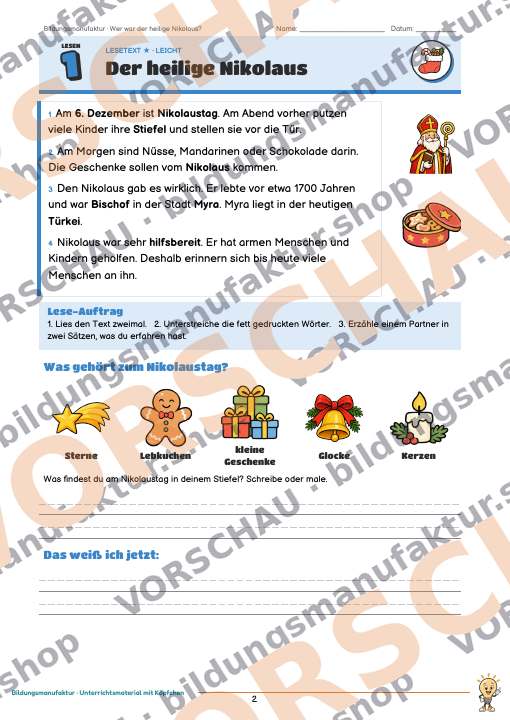 Bildungsmanufaktur · Wer war der heilige Nikolaus? Name: Datum:
LESEN
1
LESETEXT ★ · LEICHT
Der heilige Nikolaus
1 Am 6. Dezember ist Nikolaustag. Am Abend vorher putzen
viele Kinder ihre Stiefel und stellen sie vor die Tür.
2 Am Morgen sind Nüsse, Mandarinen oder Schokolade darin.
Die Geschenke sollen vom Nikolaus kommen.
3 Den Nikolaus gab es wirklich. Er lebte vor etwa 1700 Jahren
und war Bischof in der Stadt Myra. Myra liegt in der heutigen
Türkei.
4 Nikolaus war sehr hilfsbereit. Er hat armen Menschen und
Kindern geholfen. Deshalb erinnern sich bis heute viele
Menschen an ihn.
Lese-Auftrag
1. Lies den Text zweimal. 2. Unterstreiche die fett gedruckten Wörter. 3. Erzähle einem Partner in
zwei Sätzen, was du erfahren hast.
Was gehört zum Nikolaustag?
Sterne
Lebkuchen
kleine
Geschenke
Glocke
Kerzen
Was findest du am Nikolaustag in deinem Stiefel? Schreibe oder male.
Das weiß ich jetzt:
Bildungsmanufaktur · Unterrichtsmaterial mit Köpfchen
2
VORSCHAU · bildungsmanufaktur.shop
VORSCHAU